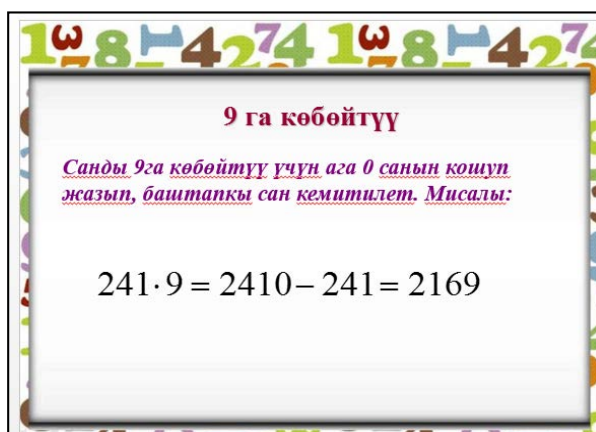 9 га көбөйтүү
Санды 9га көбөйтүү үчүн ага 0 санын кошуп
жазып, баштапкы сан кемитилет. Мисалы:
241·9 = 2410 – 241 = 2169